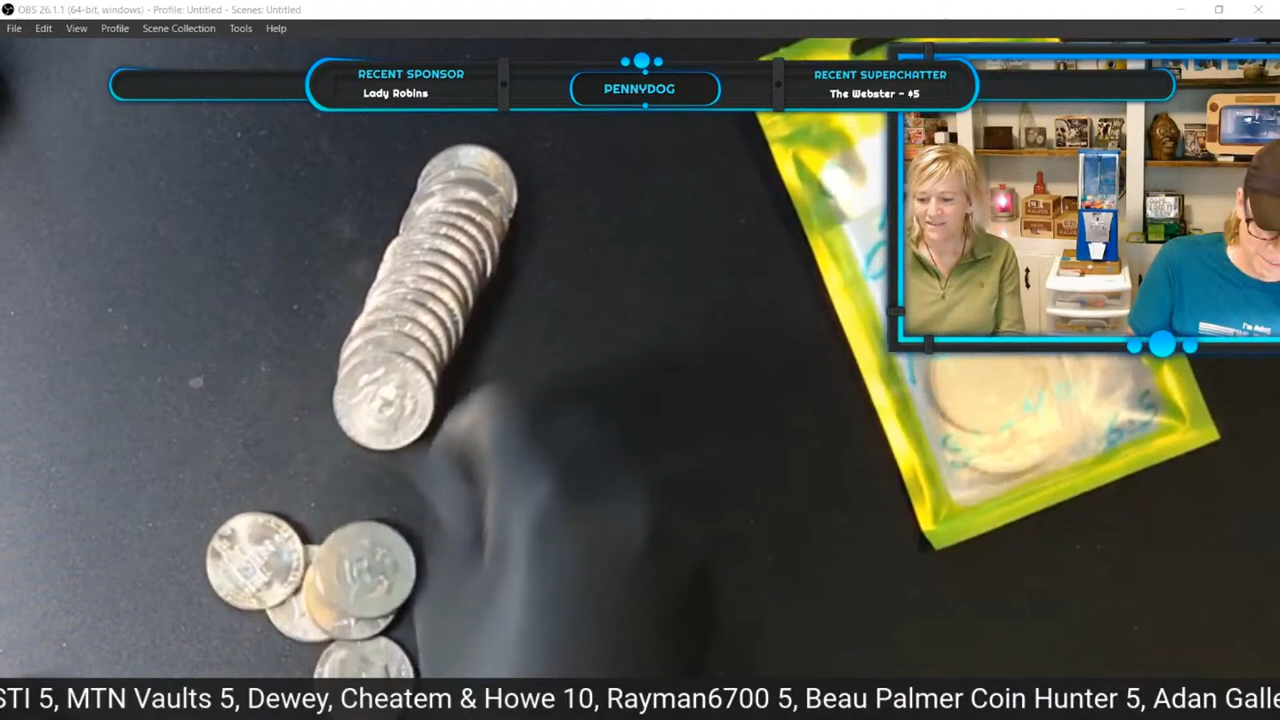 OBS 26.1.1 (64-bit, windows) - Profile: Untitled - Scenes: Untitled
File Edit View Profile Scene Collection Tools Help
RECENT SPONSOR
Lady Robins
PENNYDOG
RECENT SUPERCHATTER
The Webster - $5
STI 5, MTN Vaults 5, Dewey, Cheatem & Howe 10, Rayman6700 5, Beau Palmer Coin Hunter 5, Adan Galle